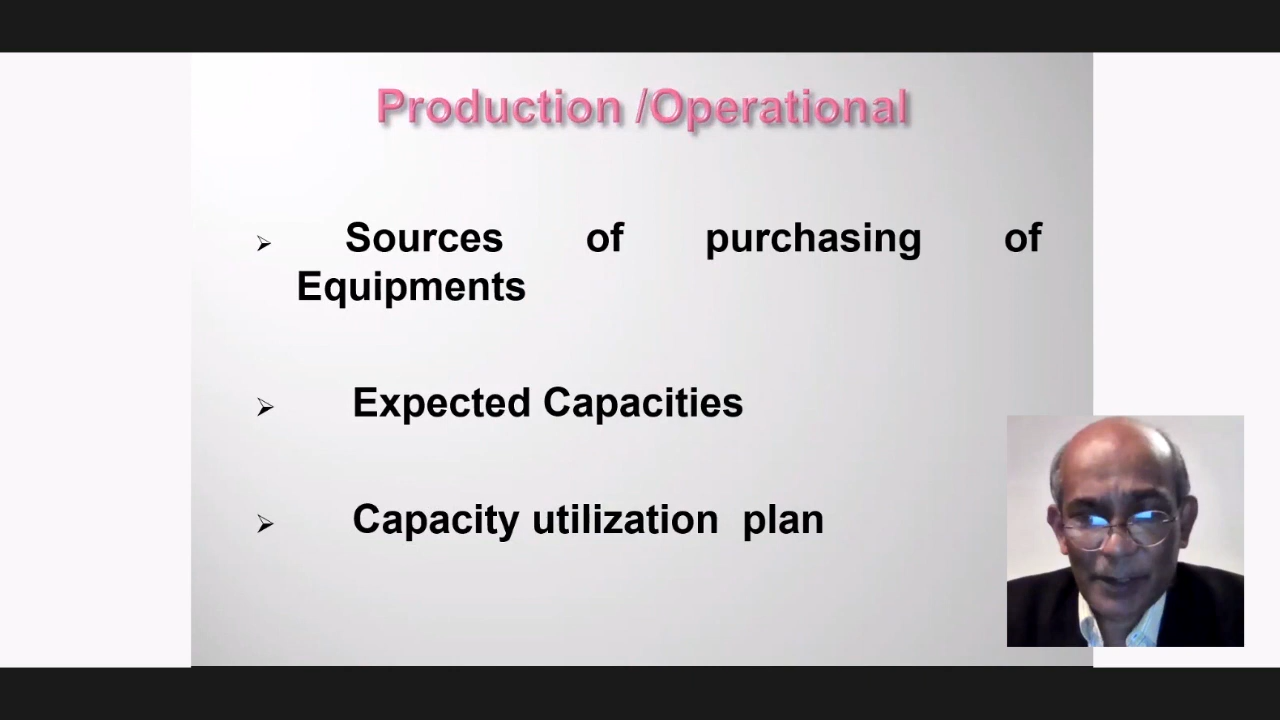 Production /Operational
Sources of purchasing of
Equipments
Expected Capacities
Capacity utilization plan